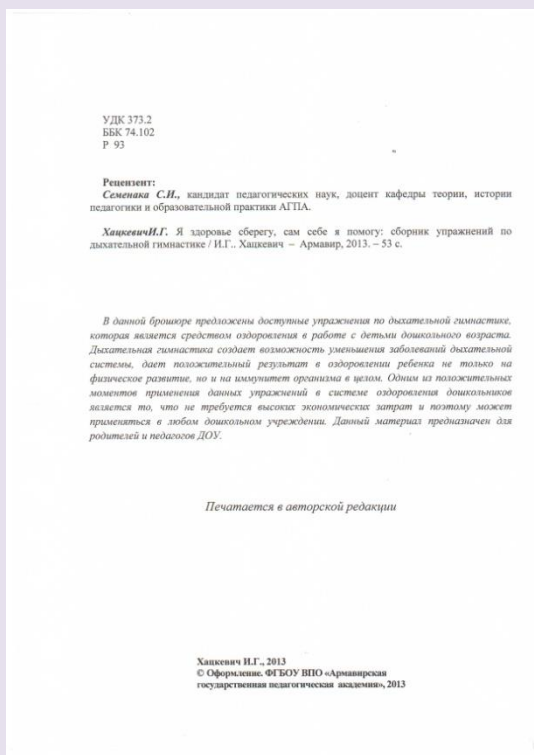 УДК 373.2
ББК 74.102
Р 93
Рецензент:
Семенака С.И., кандидат педагогических наук, доцент кафедры теории, истории
педагогики и образовательной практики АГПА.
ХацкевичИ.Г. Я здоровье сберегу, сам себе я помогу: сборник упражнений по
дыхательной гимнастике / И.Г.. Хацкевич – Армавир, 2013. – 53 с.
В данной брошюре предложены доступные упражнения по дыхательной гимнастике,
которая является средством оздоровления в работе с детьми дошкольного возраста.
Дыхательная гимнастика создает возможность уменьшения заболеваний дыхательной
системы, дает положительный результат в оздоровлении ребенка не только на
физическое развитие, но и на иммунитет организма в целом. Одним из положительных
моментов применения данных упражнений в системе оздоровления дошкольников
является то, что не требуется высоких экономических затрат и поэтому может
применяться в любом дошкольном учреждении. Данный материал предназначен для
родителей и педагогов ДОУ.
Печатается в авторской редакции
Хацкевич И.Г., 2013
© Оформление. ФГБОУ ВПО «Армавирская
государственная педагогическая академия», 2013